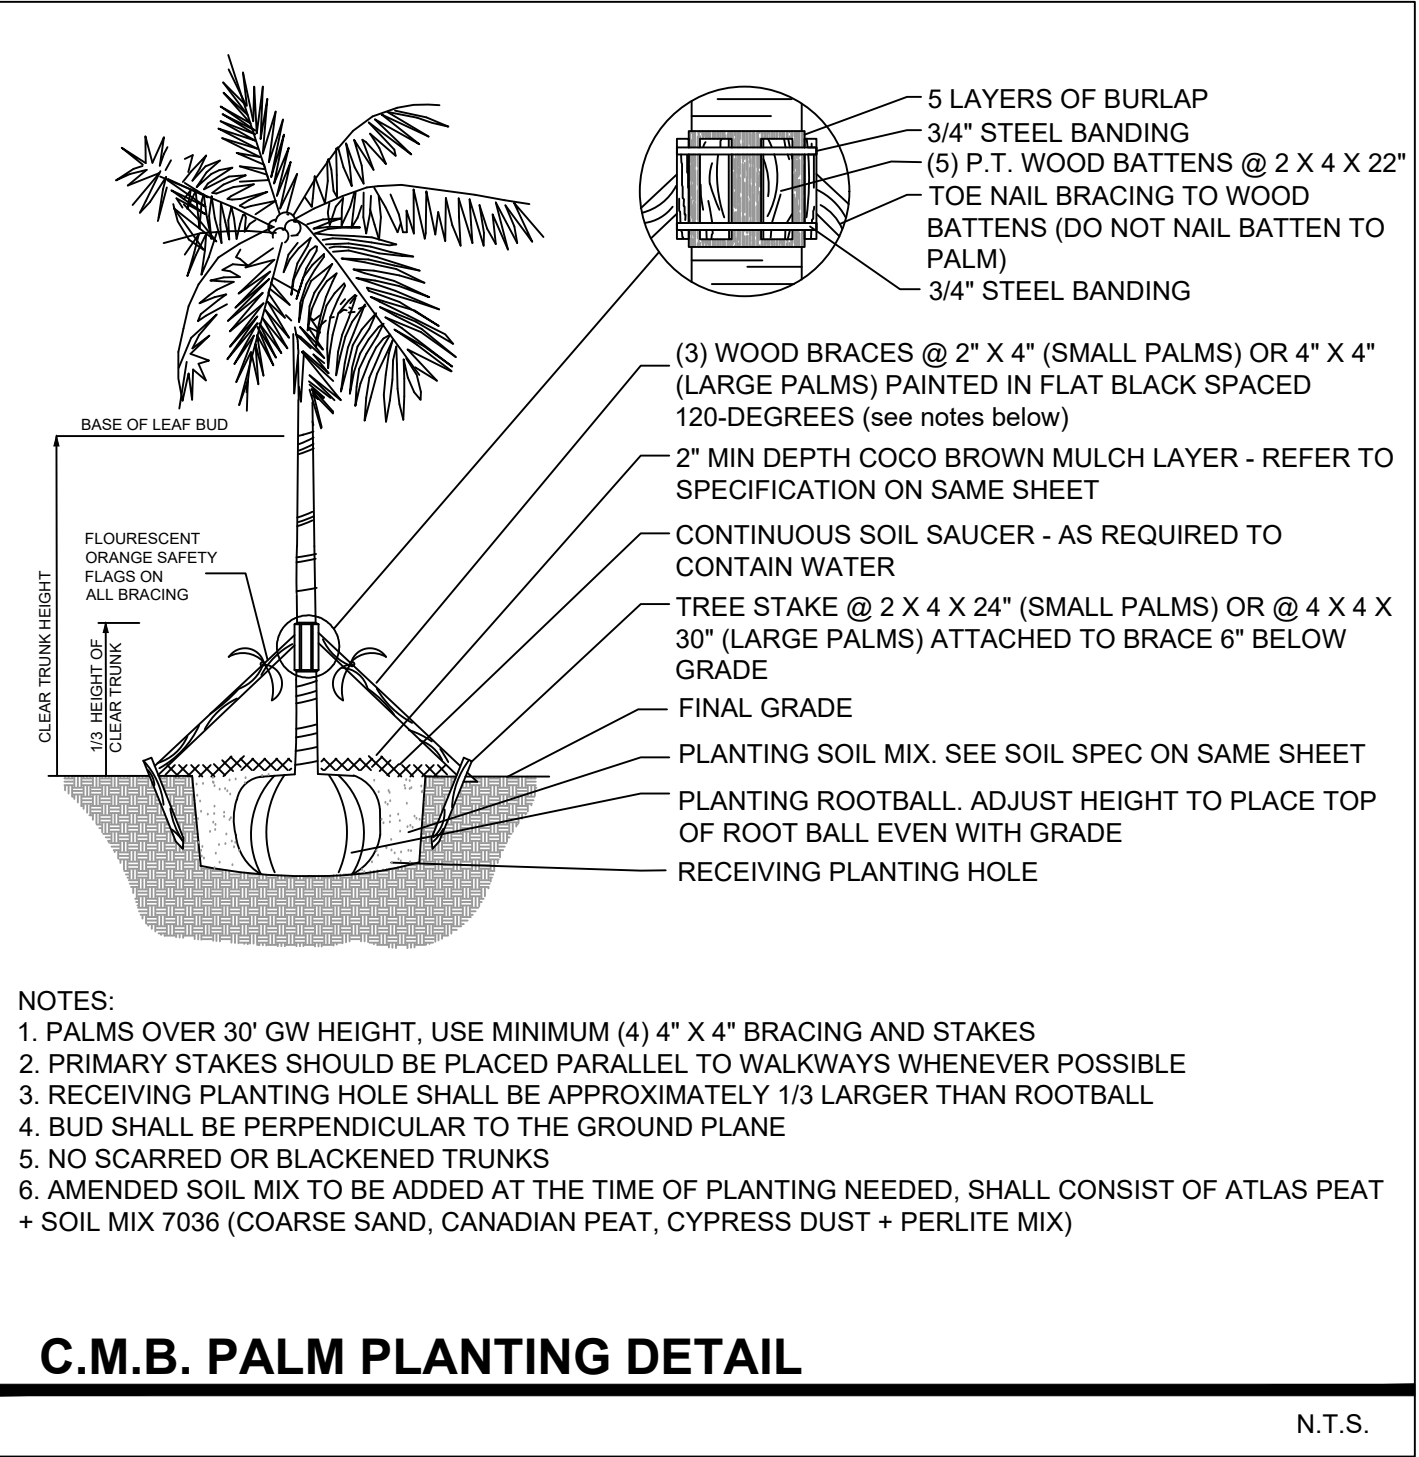 5 LAYERS OF BURLAP
3/4" STEEL BANDING
(5) P.T. WOOD BATTENS @ 2 X 4 X 22"
TOE NAIL BRACING TO WOOD
BATTENS (DO NOT NAIL BATTEN TO
PALM)
3/4" STEEL BANDING
(3) WOOD BRACES @ 2" X 4" (SMALL PALMS) OR 4" X 4"
(LARGE PALMS) PAINTED IN FLAT BLACK SPACED
120-DEGREES (see notes below)
2" MIN DEPTH COCO BROWN MULCH LAYER - REFER TO
SPECIFICATION ON SAME SHEET
CONTINUOUS SOIL SAUCER - AS REQUIRED TO
CONTAIN WATER
TREE STAKE @ 2 X 4 X 24" (SMALL PALMS) OR @ 4 X 4 X
30" (LARGE PALMS) ATTACHED TO BRACE 6" BELOW
GRADE
FINAL GRADE
PLANTING SOIL MIX. SEE SOIL SPEC ON SAME SHEET
PLANTING ROOTBALL. ADJUST HEIGHT TO PLACE TOP
OF ROOT BALL EVEN WITH GRADE
RECEIVING PLANTING HOLE
BASE OF LEAF BUD
FLOURESCENT
ORANGE SAFETY
FLAGS ON
ALL BRACING
CLEAR TRUNK HEIGHT
1/3 HEIGHT OF
CLEAR TRUNK
NOTES:
1. PALMS OVER 30' GW HEIGHT, USE MINIMUM (4) 4" X 4" BRACING AND STAKES
2. PRIMARY STAKES SHOULD BE PLACED PARALLEL TO WALKWAYS WHENEVER POSSIBLE
3. RECEIVING PLANTING HOLE SHALL BE APPROXIMATELY 1/3 LARGER THAN ROOTBALL
4. BUD SHALL BE PERPENDICULAR TO THE GROUND PLANE
5. NO SCARRED OR BLACKENED TRUNKS
6. AMENDED SOIL MIX TO BE ADDED AT THE TIME OF PLANTING NEEDED, SHALL CONSIST OF ATLAS PEAT
+ SOIL MIX 7036 (COARSE SAND, CANADIAN PEAT, CYPRESS DUST + PERLITE MIX)
C.M.B. PALM PLANTING DETAIL
N.T.S.